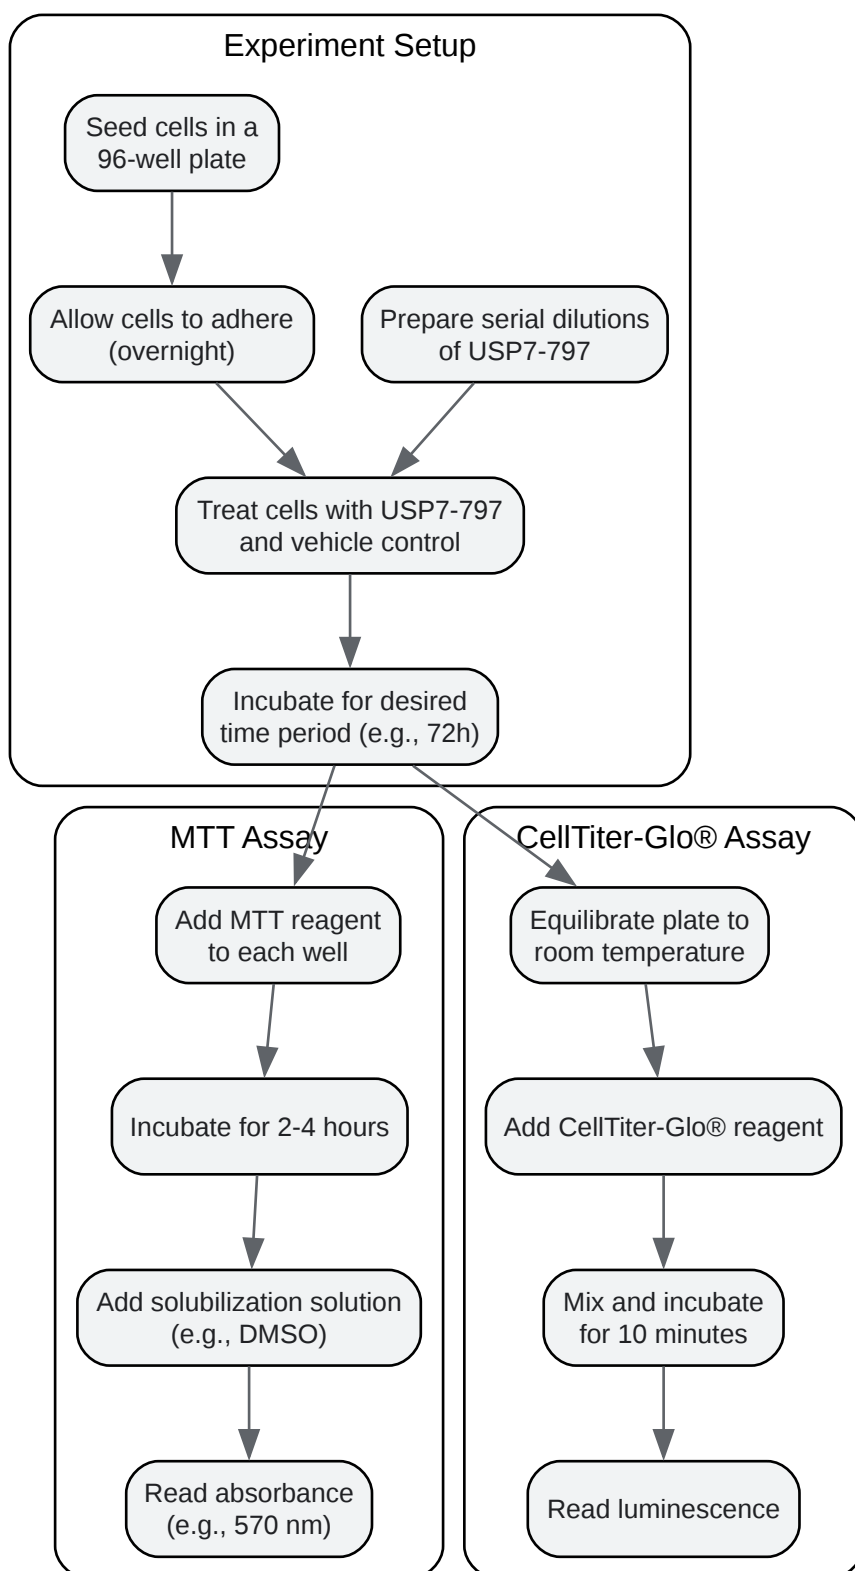 Experiment Setup
Seed cells in a
96-well plate
Allow cells to adhere
(overnight)
Prepare serial dilutions
of USP7-797
Treat cells with USP7-797
and vehicle control
Incubate for desired
time period (e.g., 72h)
MTT Assay
Add MTT reagent
to each well
Incubate for 2-4 hours
Add solubilization solution
(e.g., DMSO)
Read absorbance
(e.g., 570 nm)
CellTiter-Glo® Assay
Equilibrate plate to
room temperature
Add CellTiter-Glo® reagent
Mix and incubate
for 10 minutes
Read luminescence